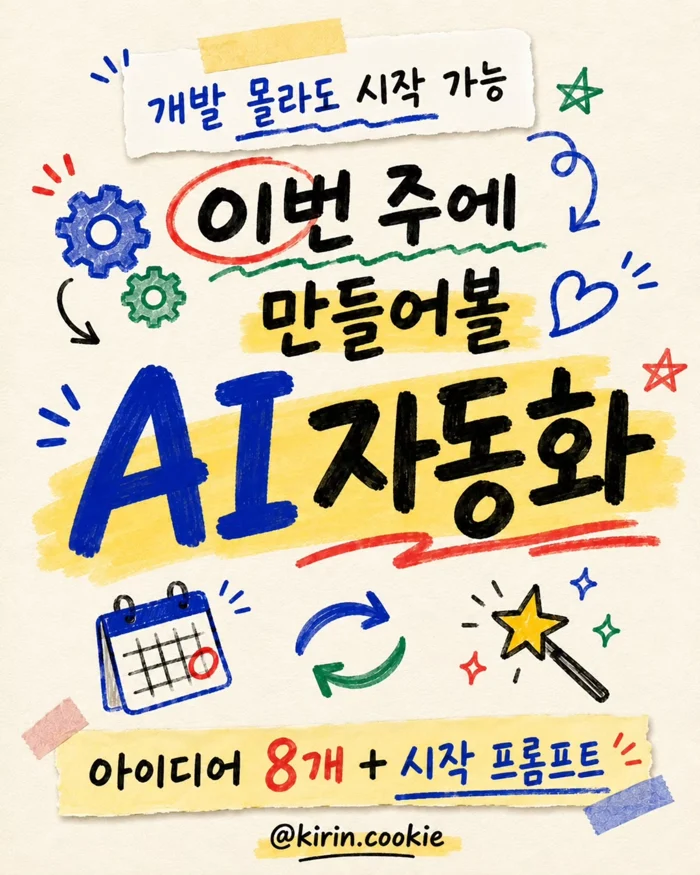 개발 몰라도 시작 가능
이번 주에
만들어볼
AI 자동화
아이디어 8개 + 시작 프롬프트
@kirin.cookie